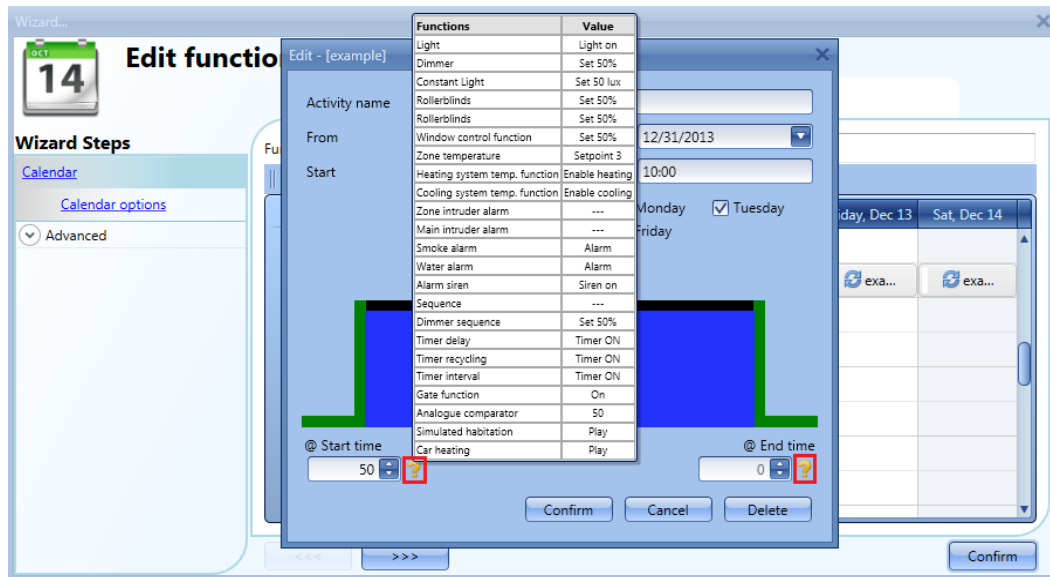 Wizard...
OCT
14
Edit functio
Wizard Steps
Calendar
Calendar options
Advanced
Fu
Edit - [example]
Activity name
From
12/31/2013
Start
10:00
Monday
Tuesday
Friday
Functions Value
Light Light on
Dimmer Set 50%
Constant Light Set 50 lux
Rollerblinds Set 50%
Rollerblinds Set 50%
Window control function Set 50%
Zone temperature Setpoint 3
Heating system temp. function Enable heating
Cooling system temp. function Enable cooling
Zone intruder alarm ---
Main intruder alarm ---
Smoke alarm Alarm
Water alarm Alarm
Alarm siren Siren on
Sequence ---
Dimmer sequence Set 50%
Timer delay Timer ON
Timer recycling Timer ON
Timer interval Timer ON
Gate function On
Analogue comparator 50
Simulated habitation Play
Car heating Play
iday, Dec 13 Sat, Dec 14
exa... exa...
@ Start time
50 ?
@ End time
0 ?
Confirm Cancel Delete
<<< >>> Confirm